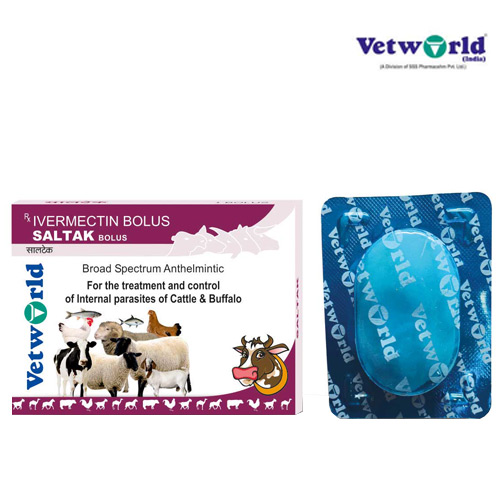 Vetworld
(India)
(A Division of SSS Pharmachem Pvt. Ltd.)
Rx IVERMECTIN BOLUS
SALTAK BOLUS
सालटेक
Broad Spectrum Anthelmintic
For the treatment and control
of Internal parasites of Cattle & Buffalo
Vetworld
SALTAK
Vetworld
Vetworld
Vetworld